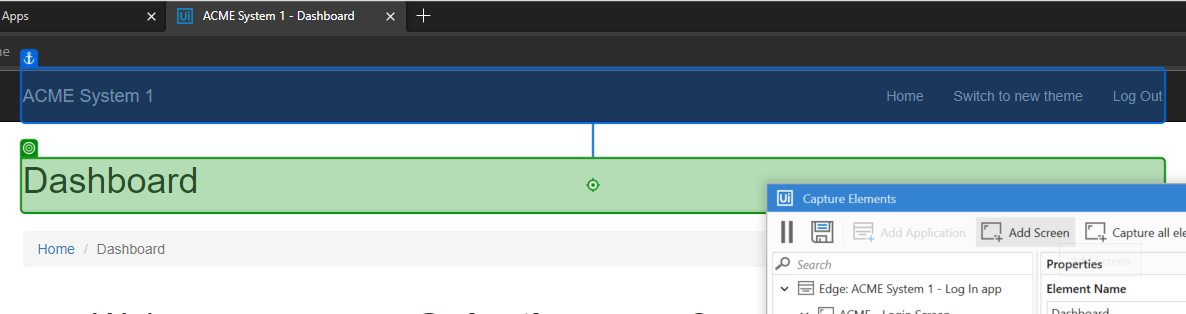 Apps
ACME System 1 - Dashboard
ACME System 1 Home Switch to new theme Log Out
Dashboard
Ui Capture Elements
Home / Dashboard
Add Application Add Screen Capture all ele
Search
Properties
Edge: ACME System 1 - Log In app
Element Name
ACME - Login Screen
Dashboard